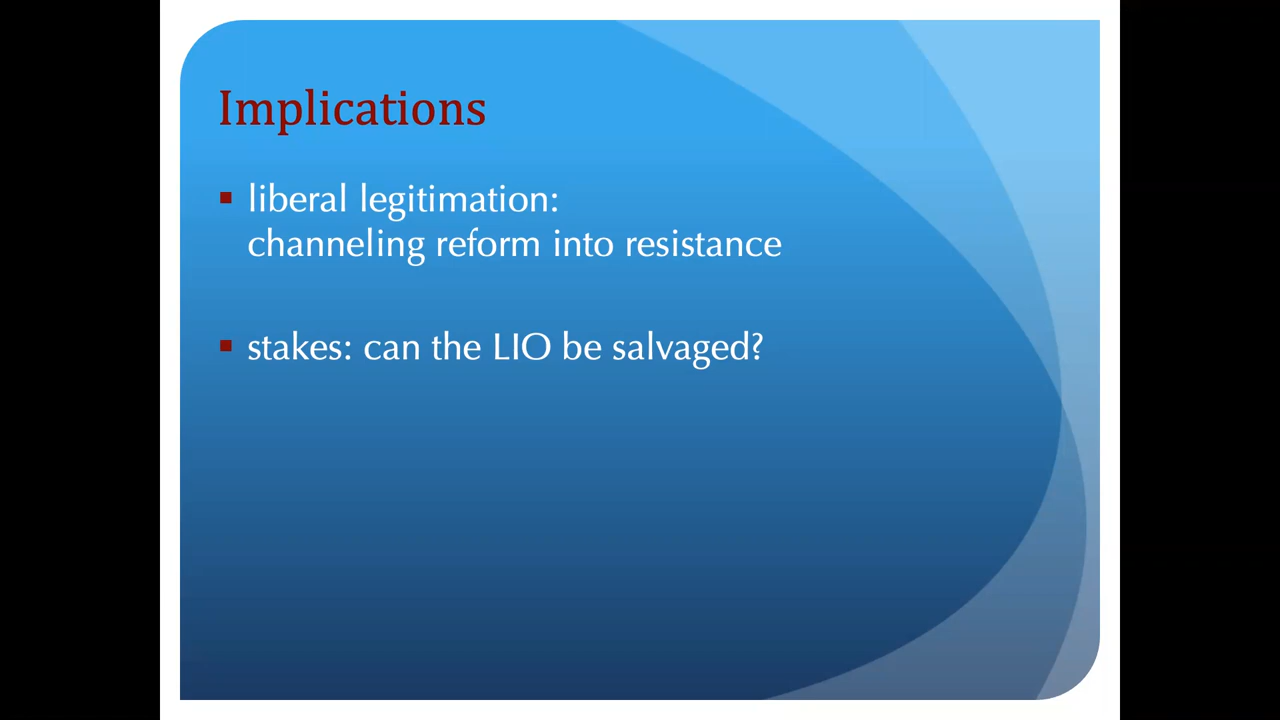 Implications
liberal legitimation:
channeling reform into resistance
stakes: can the LIO be salvaged?